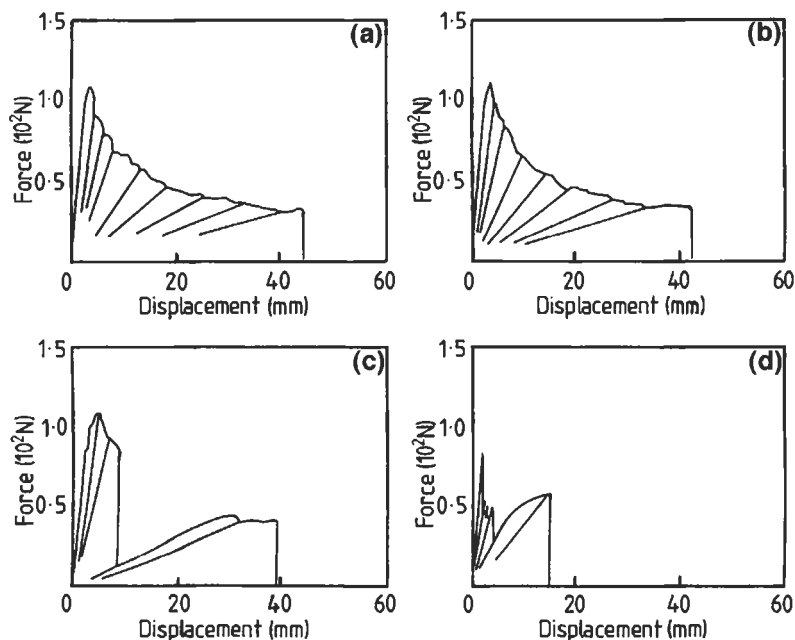 (a)
1·5
1·0
0·5
0 20 40 60
Force (10²N)
Displacement (mm)
(b)
1·5
1·0
0·5
0 20 40 60
Force (10²N)
Displacement (mm)
(c)
1·5
1·0
0·5
0 20 40 60
Force (10²N)
Displacement (mm)
(d)
1·5
1·0
0·5
0 20 40 60
Force (10²N)
Displacement (mm)